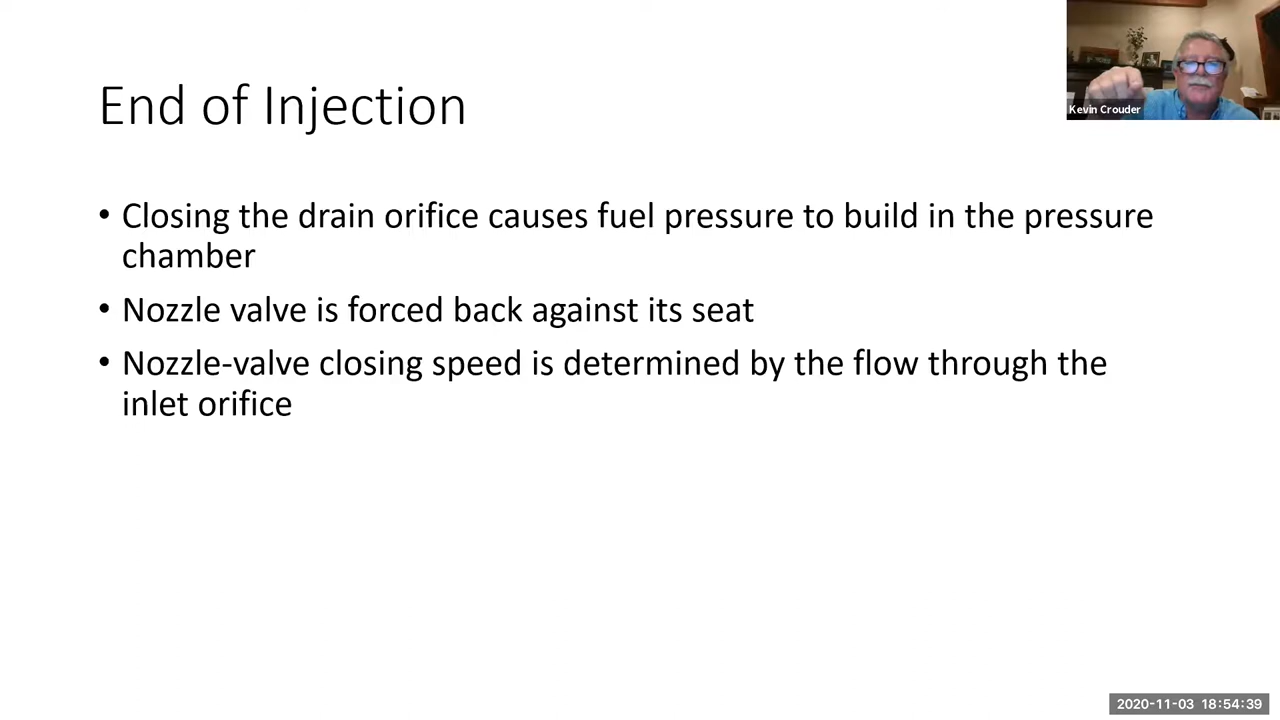 End of Injection
Kevin Crouder
• Closing the drain orifice causes fuel pressure to build in the pressure
chamber
• Nozzle valve is forced back against its seat
• Nozzle-valve closing speed is determined by the flow through the
inlet orifice
2020-11-03 18:54:39